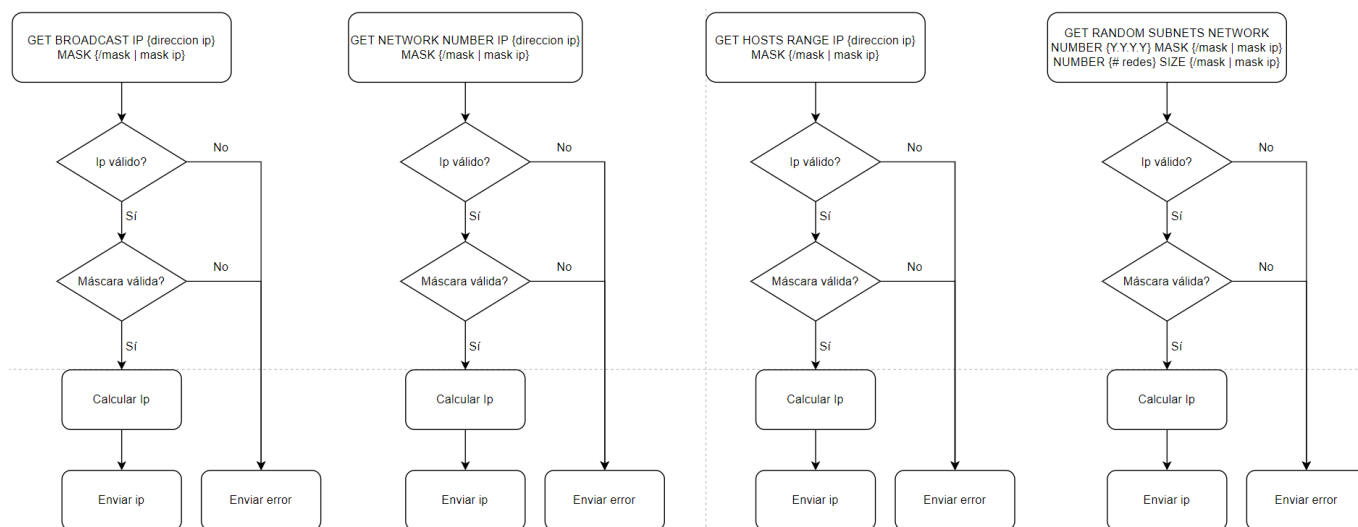 GET BROADCAST IP {direccion ip}
MASK {/mask | mask ip}
Ip válido?
No
Sí
Máscara válida?
No
Sí
Calcular Ip
Enviar ip
Enviar error
GET NETWORK NUMBER IP {direccion ip}
MASK {/mask | mask ip}
Ip válido?
No
Sí
Máscara válida?
No
Sí
Calcular Ip
Enviar ip
Enviar error
GET HOSTS RANGE IP {direccion ip}
MASK {/mask | mask ip}
Ip válido?
No
Sí
Máscara válida?
No
Sí
Calcular Ip
Enviar ip
Enviar error
GET RANDOM SUBNETS NETWORK
NUMBER {Y.Y.Y.Y} MASK {/mask | mask ip}
NUMBER {# redes} SIZE {/mask | mask ip}
Ip válido?
No
Sí
Máscara válida?
No
Sí
Calcular Ip
Enviar ip
Enviar error